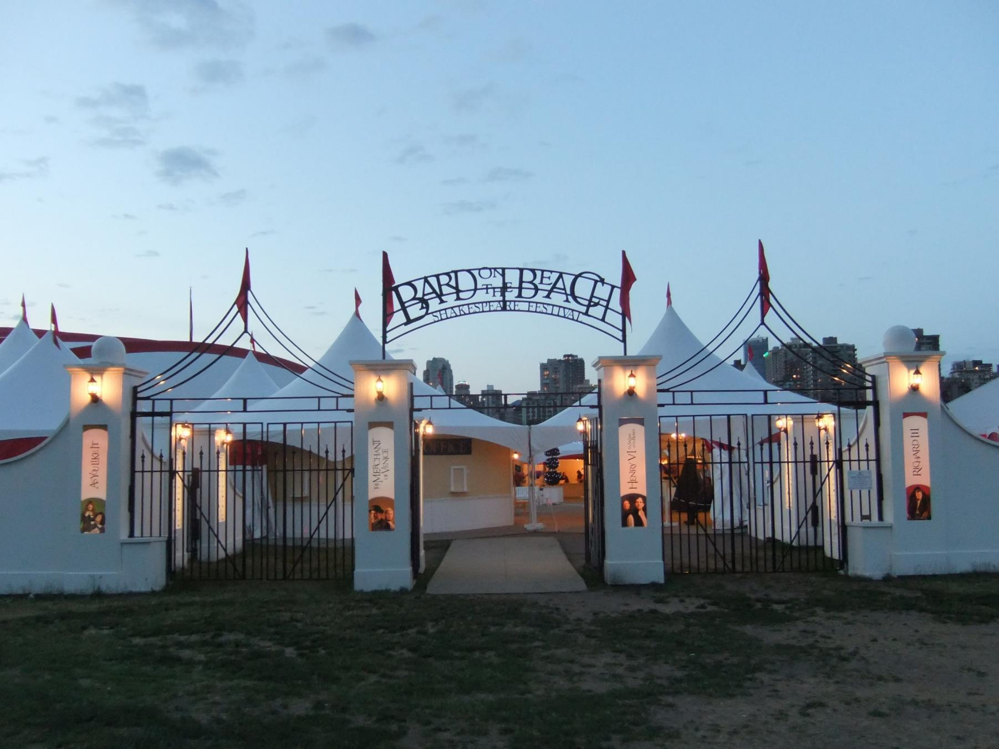 BARD ON THE BEACH
SHAKESPEARE FESTIVAL
OFFICE
AS YOU LIKE IT
THE MERCHANT
OF VENICE
HENRY VI
RICHARD III